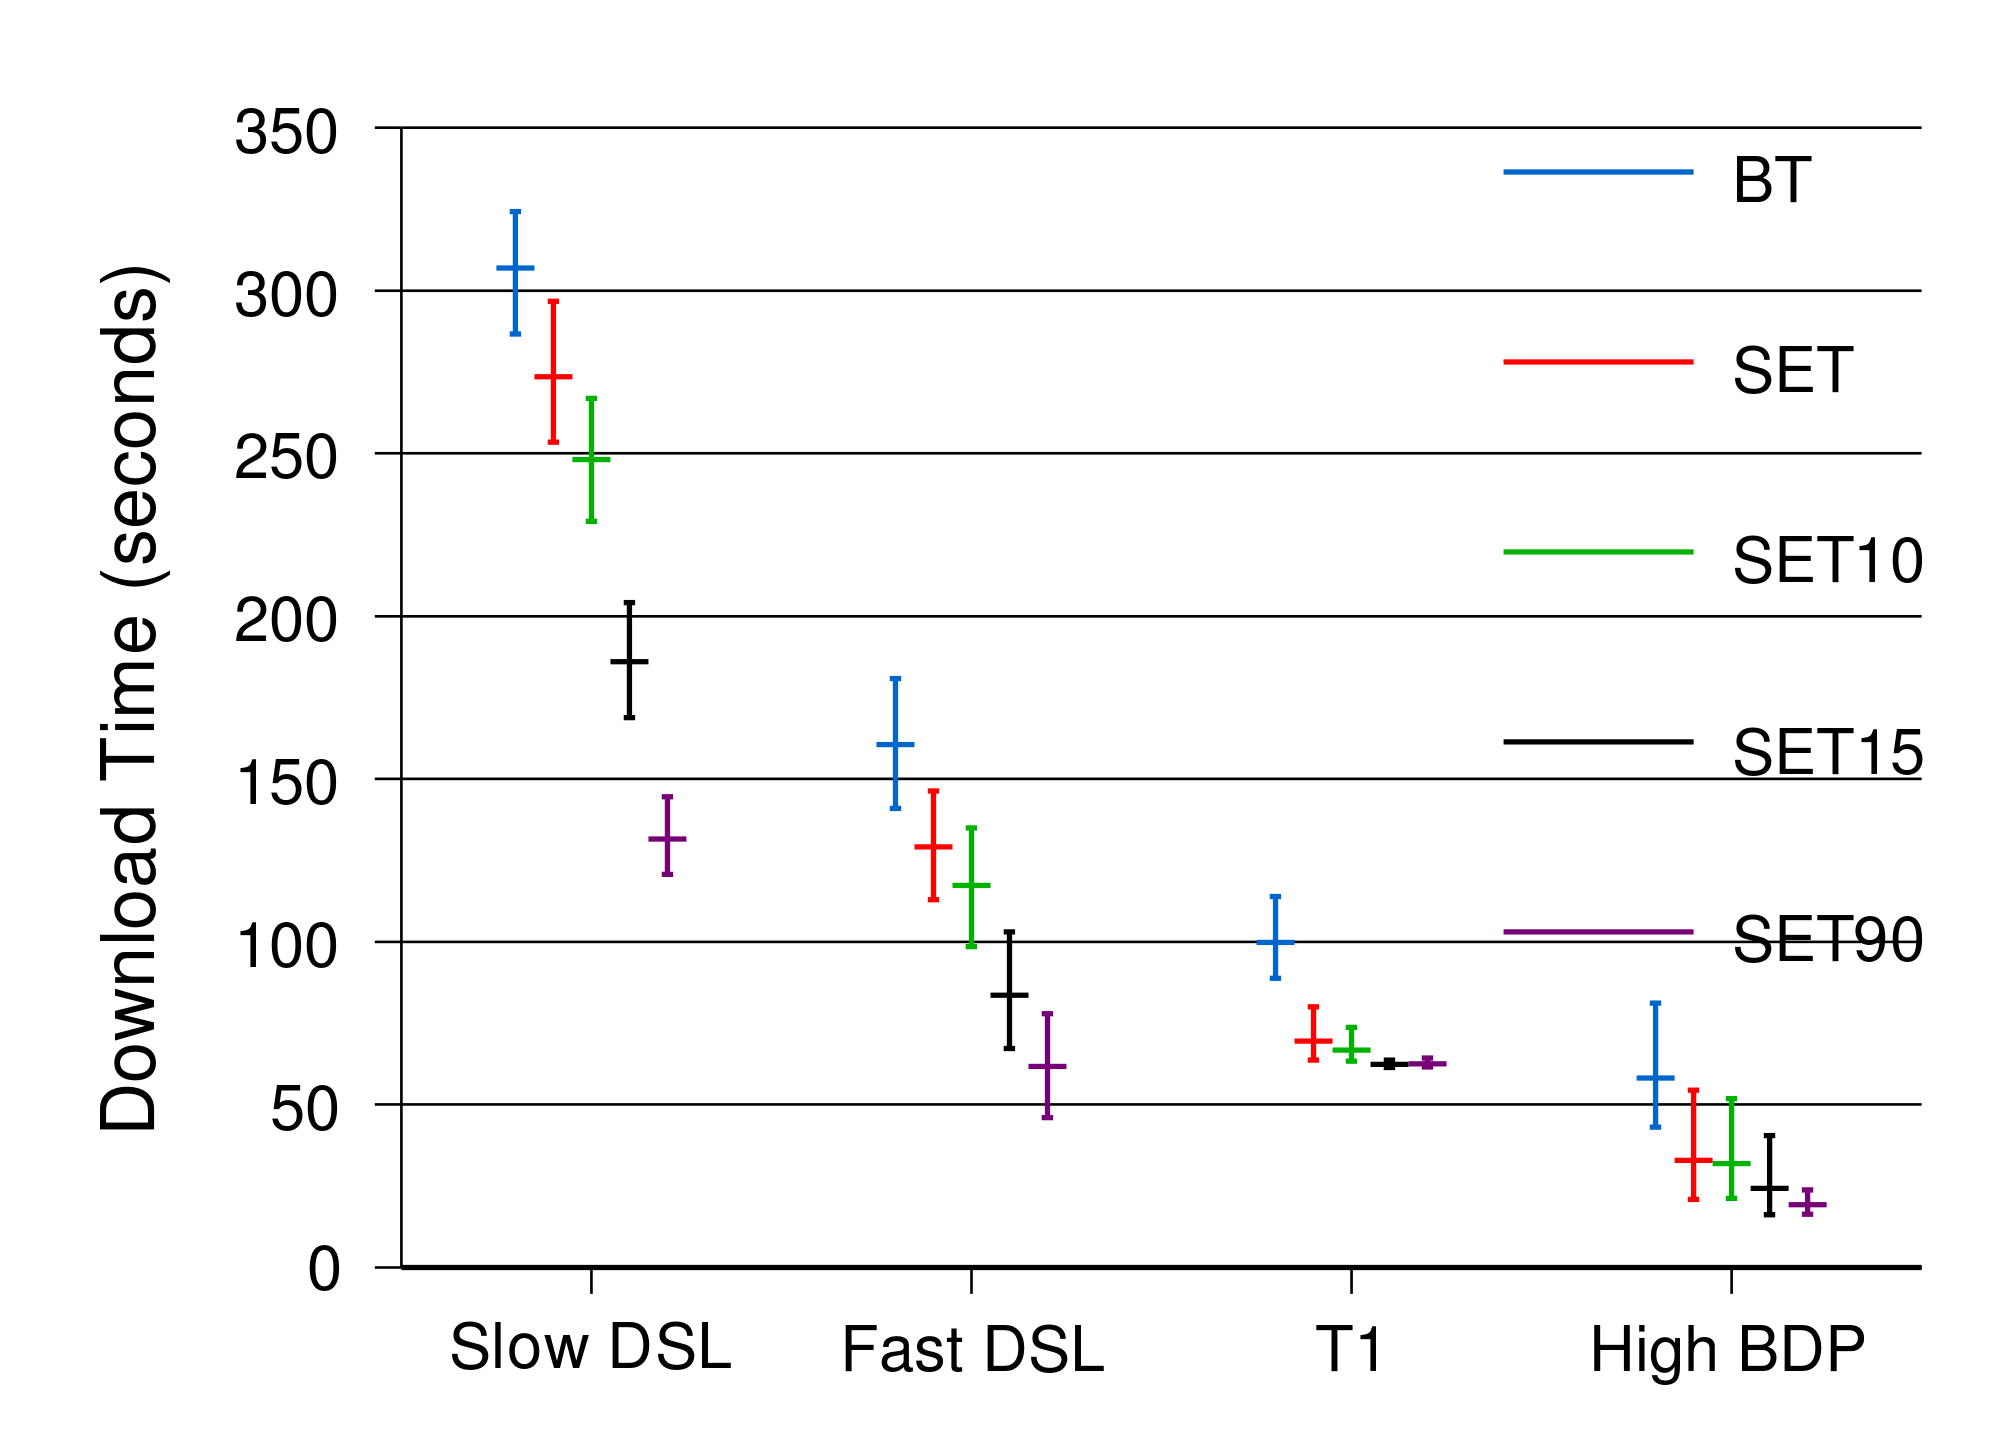 Download Time (seconds)
350
300
250
200
150
100
50
0
BT
SET
SET10
SET15
SET90
Slow DSL
Fast DSL
T1
High BDP